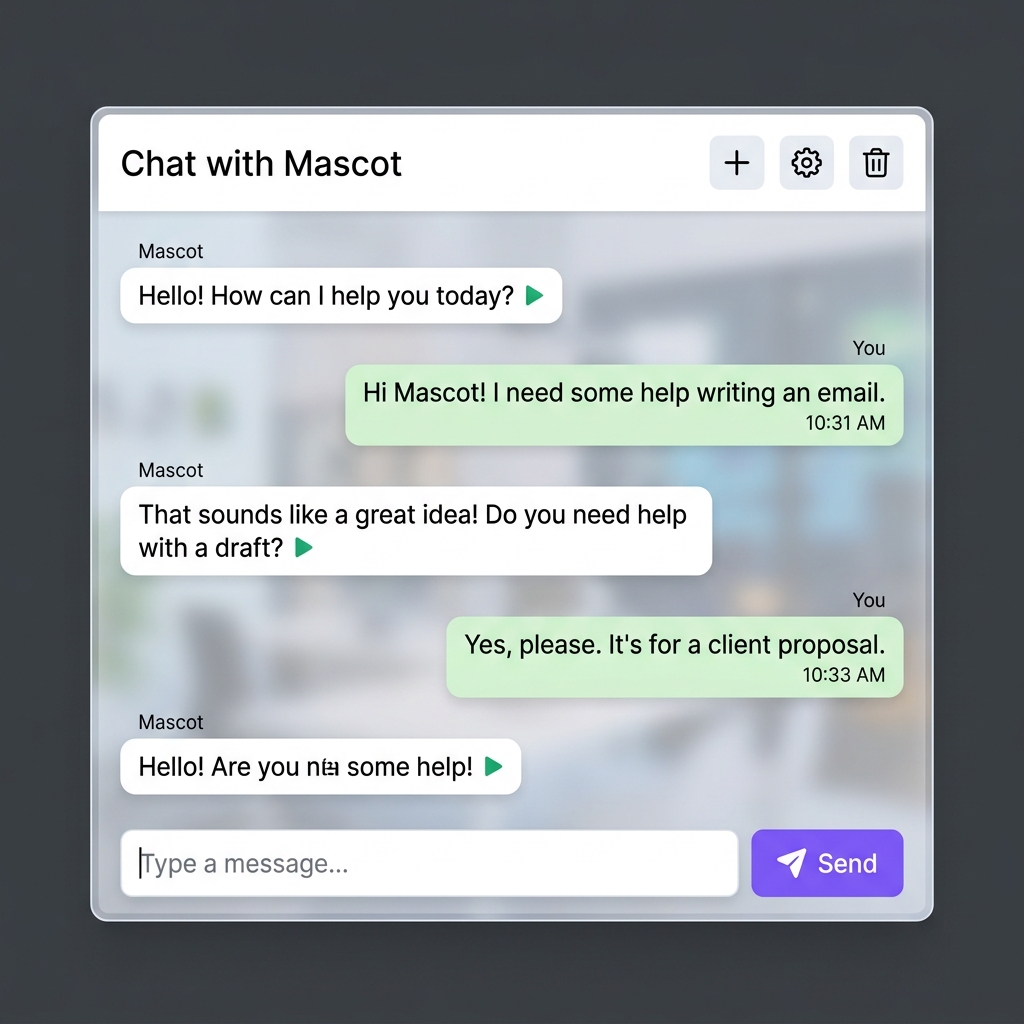 Chat with Mascot
Mascot
Hello! How can I help you today?
You
Hi Mascot! I need some help writing an email.
10:31 AM
Mascot
That sounds like a great idea! Do you need help
with a draft?
You
Yes, please. It's for a client proposal.
10:33 AM
Mascot
Hello! Are you some help!
Type a message...
Send